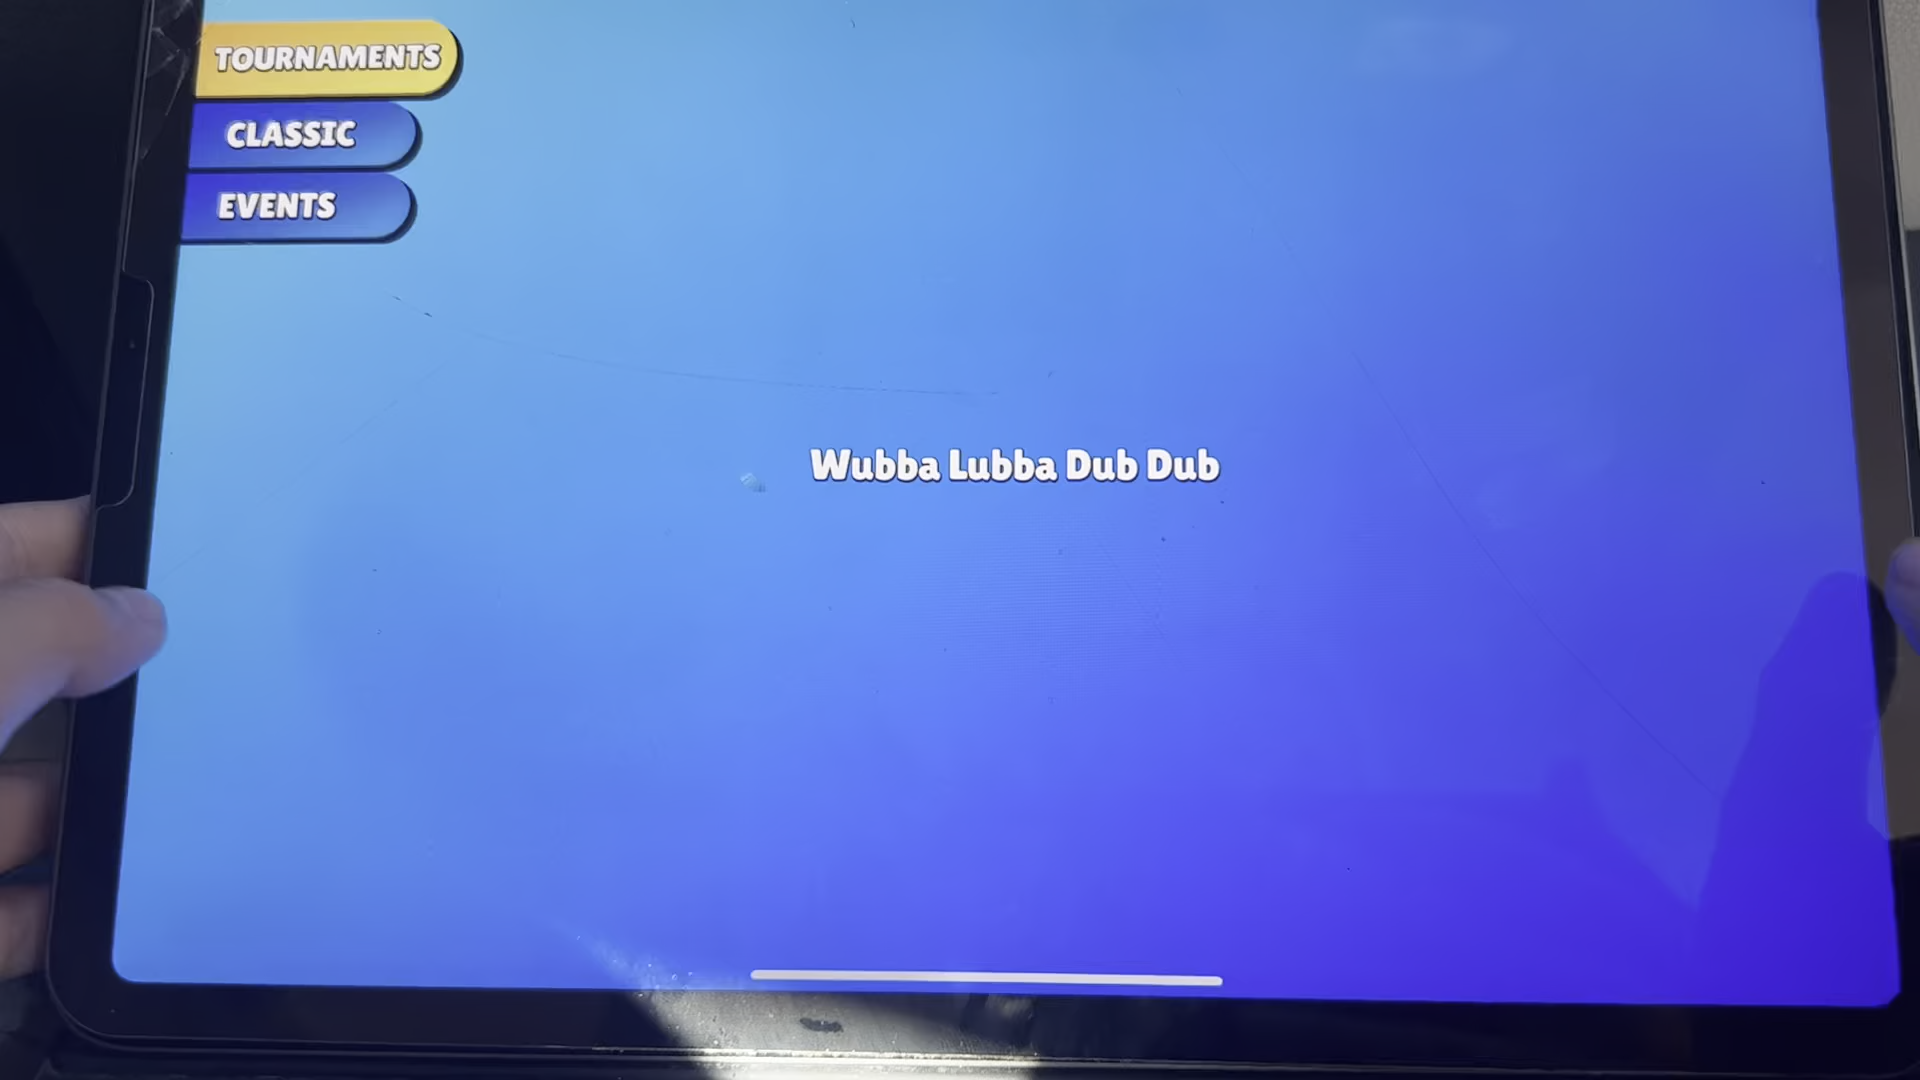 TOURNAMENTS
CLASSIC
EVENTS
Wubba Lubba Dub Dub